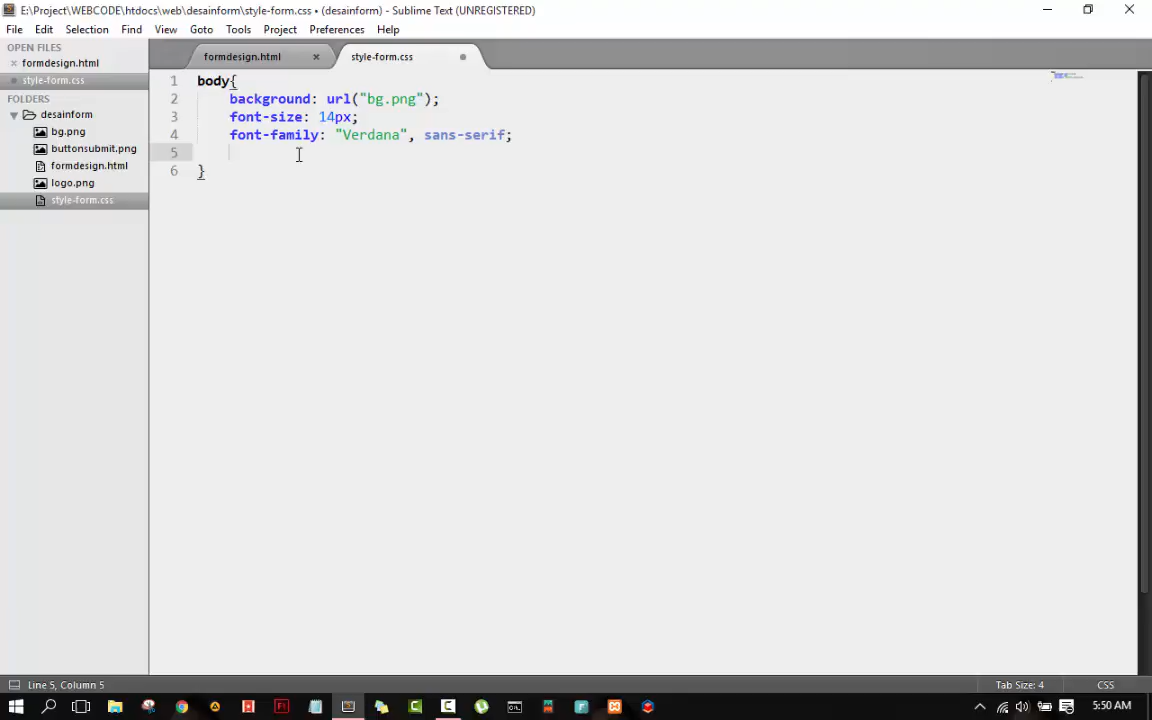 E:\Project\WEBCODE\htdocs\web\desainform\style-form.css • (desainform) - Sublime Text (UNREGISTERED)
File Edit Selection Find View Goto Tools Project Preferences Help
OPEN FILES
formdesign.html
style-form.css
FOLDERS
desainform
bg.png
buttonsubmit.png
formdesign.html
logo.png
style-form.css
formdesign.html style-form.css
1 body{
2 background: url("bg.png");
3 font-size: 14px;
4 font-family: "Verdana", sans-serif;
5
6 }
Line 5, Column 5 Tab Size: 4 CSS
5:50 AM